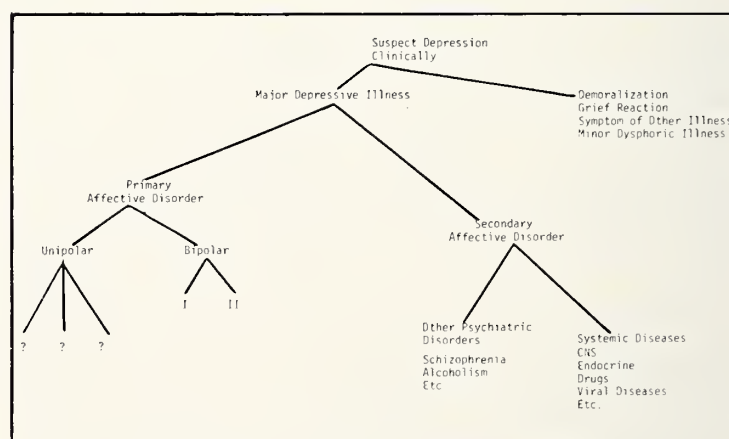 Suspect Depression
Clinically
Major Depressive Illness
Demoralization
Grief Reaction
Symptom of Other Illness
Minor Dysphoric Illness
Primary
Affective Disorder
Secondary
Affective Disorder
Unipolar
Bipolar
I II
? ? ?
Other Psychiatric
Disorders
Schizophrenia
Alcoholism
Etc
Systemic Diseases
CNS
Endocrine
Drugs
Viral Diseases
Etc.